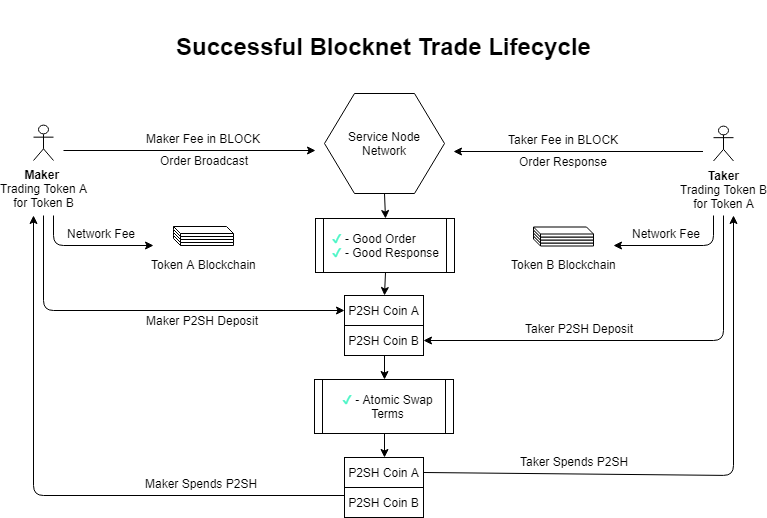 Successful Blocknet Trade Lifecycle
Maker Fee in BLOCK
Order Broadcast
Service Node
Network
Taker Fee in BLOCK
Order Response
Maker
Trading Token A
for Token B
Taker
Trading Token B
for Token A
Network Fee
Token A Blockchain
✓ - Good Order
✓ - Good Response
Network Fee
Token B Blockchain
Maker P2SH Deposit
P2SH Coin A
P2SH Coin B
Taker P2SH Deposit
✓ - Atomic Swap
Terms
Maker Spends P2SH
P2SH Coin A
P2SH Coin B
Taker Spends P2SH